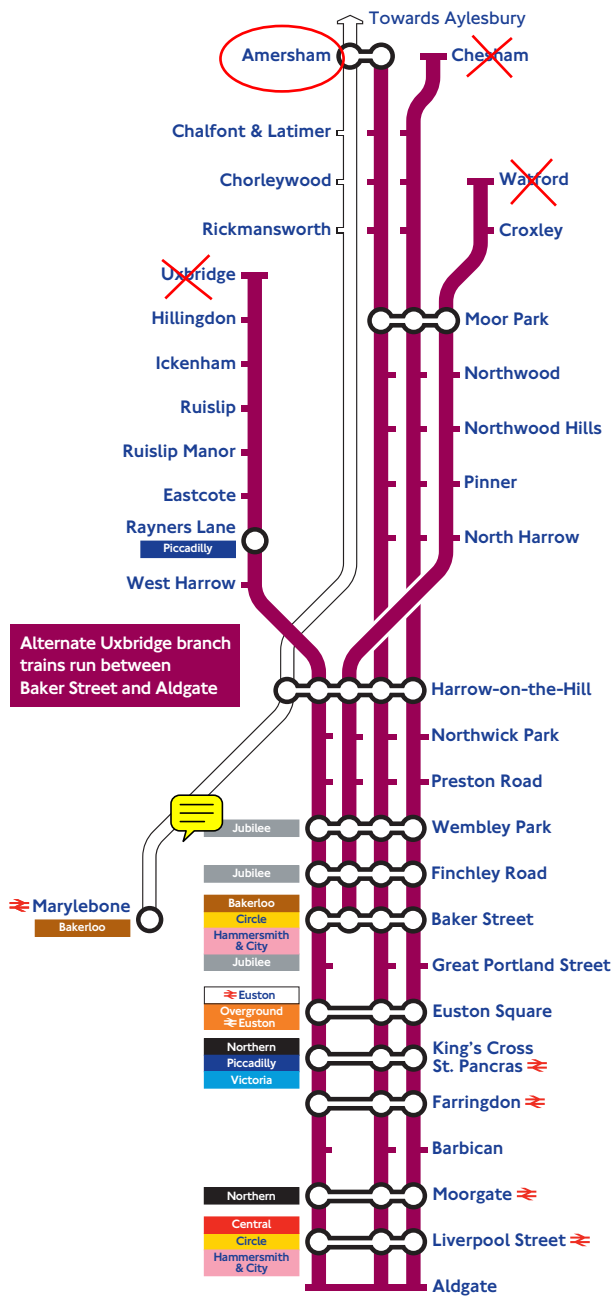 Towards Aylesbury
Amersham
Chesham
Chalfont & Latimer
Chorleywood
Watford
Rickmansworth
Croxley
Uxbridge
Hillingdon
Moor Park
Ickenham
Northwood
Ruislip
Northwood Hills
Ruislip Manor
Pinner
Eastcote
Rayners Lane
Piccadilly
North Harrow
West Harrow
Alternate Uxbridge branch
trains run between
Baker Street and Aldgate
Harrow-on-the-Hill
Northwick Park
Preston Road
Jubilee
Wembley Park
Jubilee
Finchley Road
Marylebone
Bakerloo
Bakerloo
Circle
Hammersmith
& City
Jubilee
Baker Street
Great Portland Street
Euston
Overground
Euston
Euston Square
Northern
Piccadilly
Victoria
King's Cross
St. Pancras
Farringdon
Barbican
Northern
Moorgate
Central
Circle
Hammersmith
& City
Liverpool Street
Aldgate